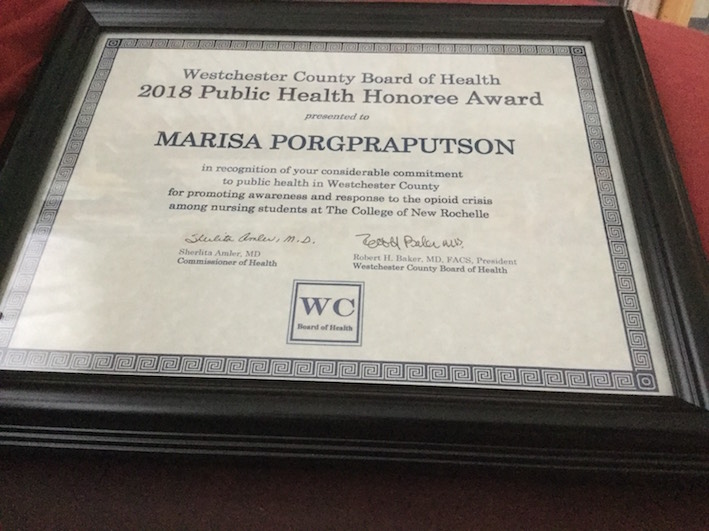 Westchester County Board of Health
2018 Public Health Honoree Award
presented to
MARISA PORGPRAPUTSON
in recognition of your considerable commitment
to public health in Westchester County
for promoting awareness and response to the opioid crisis
among nursing students at The College of New Rochelle
Sherlita Amler, M.D.
Sherlita Amler, MD
Commissioner of Health
Robert H. Baker, MD, FACS, President
Westchester County Board of Health
WC
Board of Health